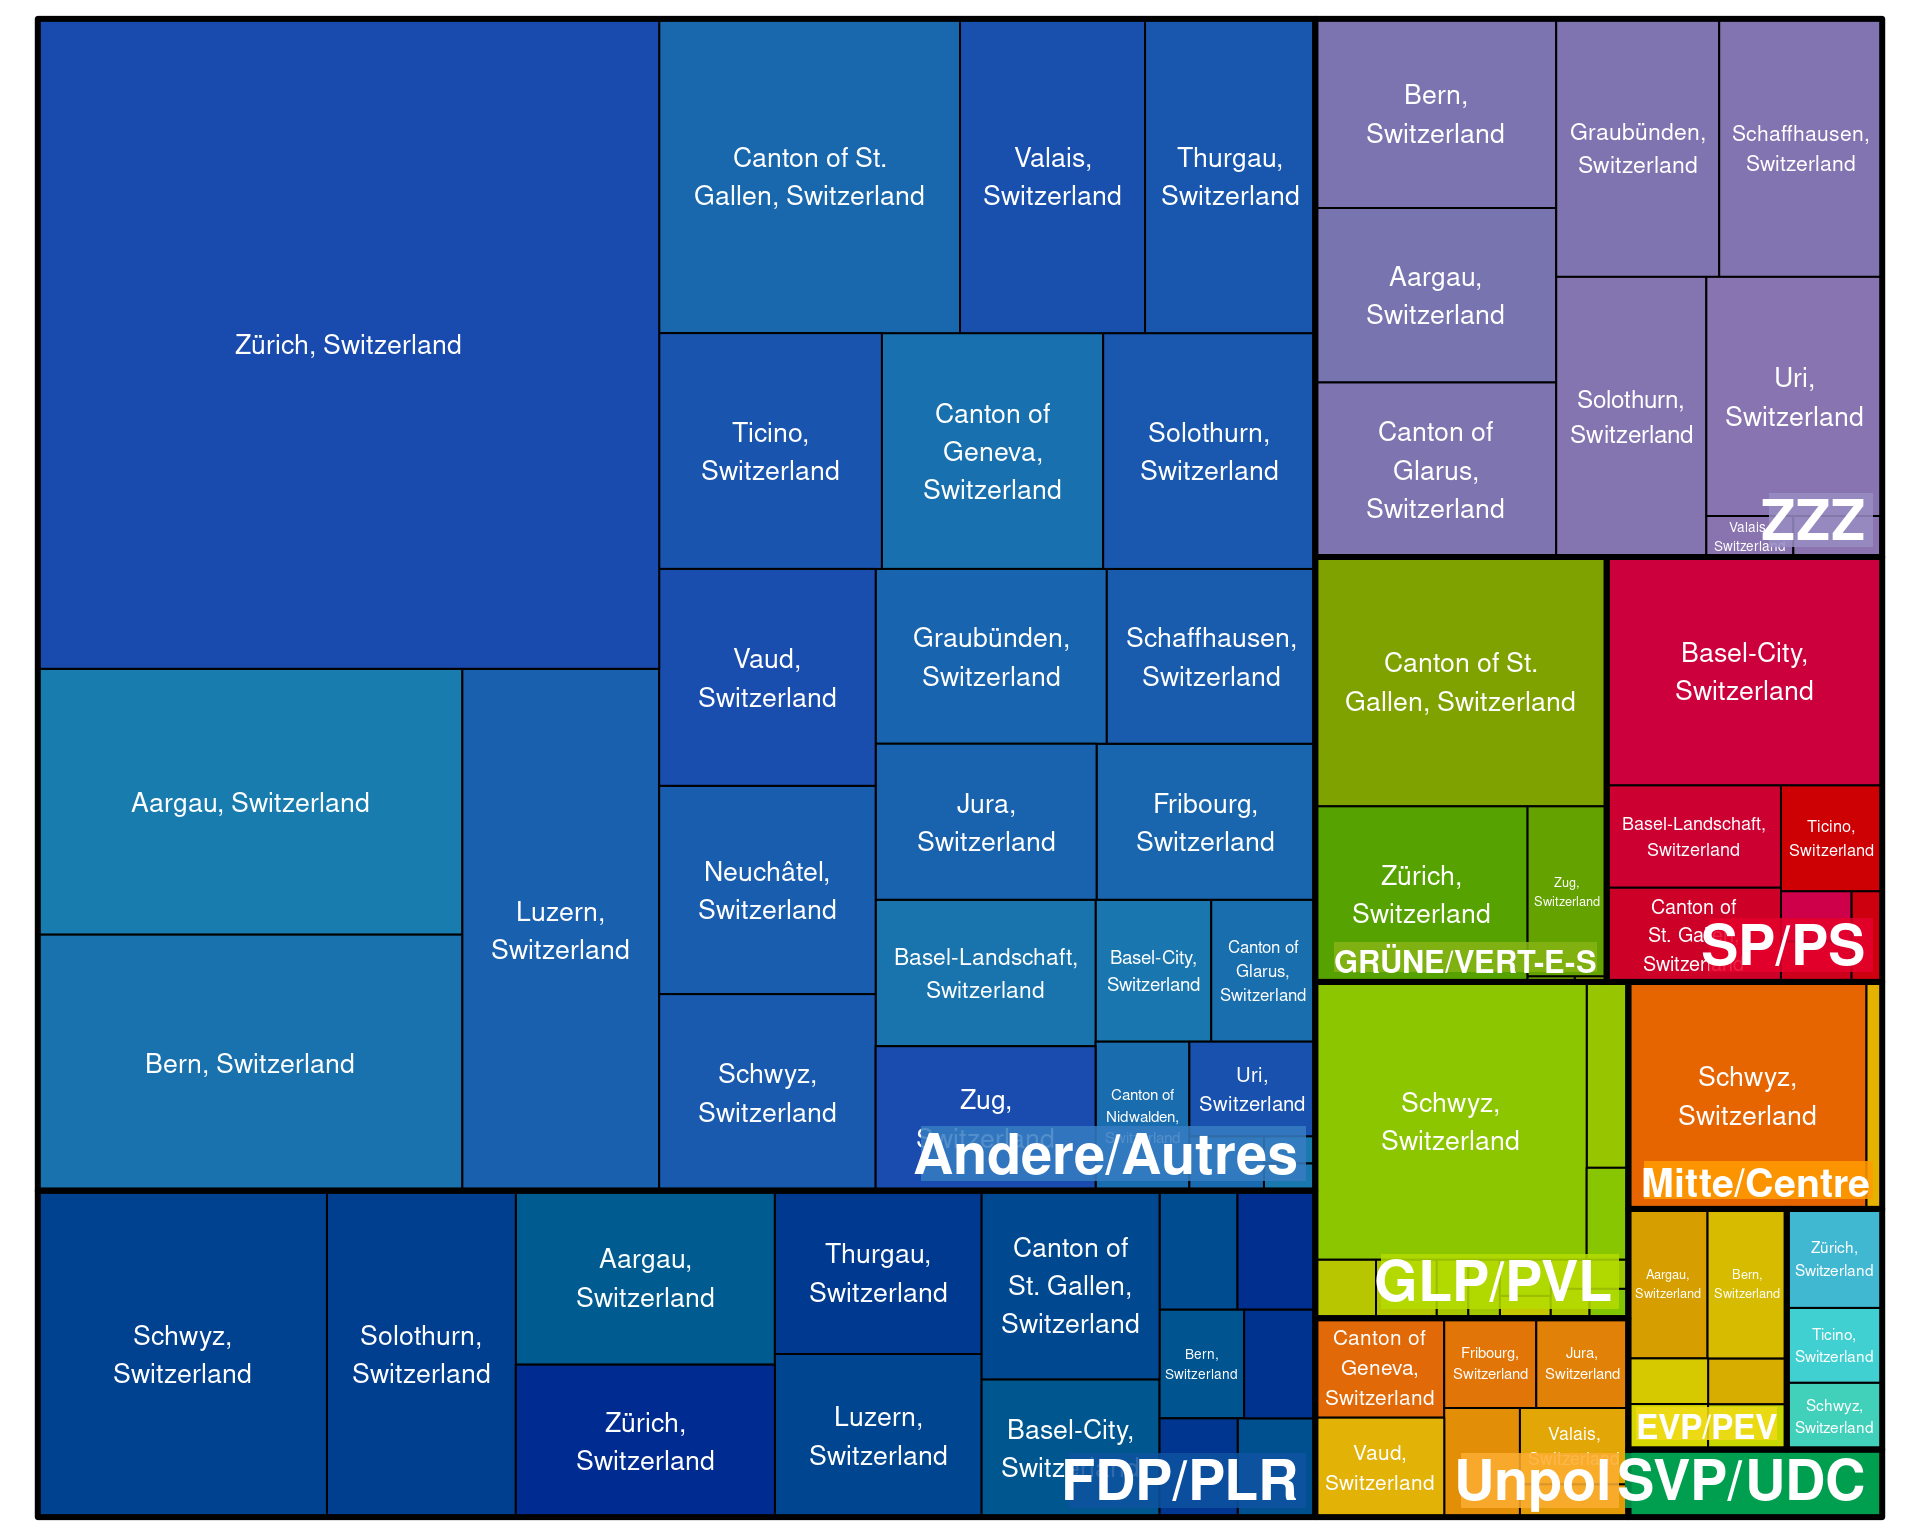 Zürich, Switzerland
Aargau, Switzerland
Bern, Switzerland
Luzern,
Switzerland
Canton of St.
Gallen, Switzerland
Valais,
Switzerland
Thurgau,
Switzerland
Ticino,
Switzerland
Canton of
Geneva,
Switzerland
Solothurn,
Switzerland
Vaud,
Switzerland
Graubünden,
Switzerland
Schaffhausen,
Switzerland
Neuchâtel,
Switzerland
Jura,
Switzerland
Fribourg,
Switzerland
Schwyz,
Switzerland
Basel-Landschaft,
Switzerland
Basel-City,
Switzerland
Canton of
Glarus,
Switzerland
Zug,
Switzerland
Canton of
Nidwalden,
Switzerland
Uri,
Switzerland
Andere/Autres
Schwyz,
Switzerland
Solothurn,
Switzerland
Aargau,
Switzerland
Zürich,
Switzerland
Thurgau,
Switzerland
Luzern,
Switzerland
Canton of
St. Gallen,
Switzerland
Basel-City,
Switzerland
Bern,
Switzerland
FDP/PLR
Bern,
Switzerland
Aargau,
Switzerland
Canton of
Glarus,
Switzerland
Graubünden,
Switzerland
Schaffhausen,
Switzerland
Solothurn,
Switzerland
Uri,
Switzerland
Valais,
Switzerland
ZZZ
Canton of St.
Gallen, Switzerland
Zürich,
Switzerland
Zug,
Switzerland
GRÜNE/VERT-E-S
Basel-City,
Switzerland
Basel-Landschaft,
Switzerland
Ticino,
Switzerland
Canton of
St. Gallen,
Switzerland
SP/PS
Schwyz,
Switzerland
GLP/PVL
Schwyz,
Switzerland
Mitte/Centre
Canton of
Geneva,
Switzerland
Fribourg,
Switzerland
Jura,
Switzerland
Vaud,
Switzerland
Valais,
Switzerland
Unpol
Aargau,
Switzerland
Bern,
Switzerland
EVP/PEV
Zürich,
Switzerland
Ticino,
Switzerland
Schwyz,
Switzerland
SVP/UDC